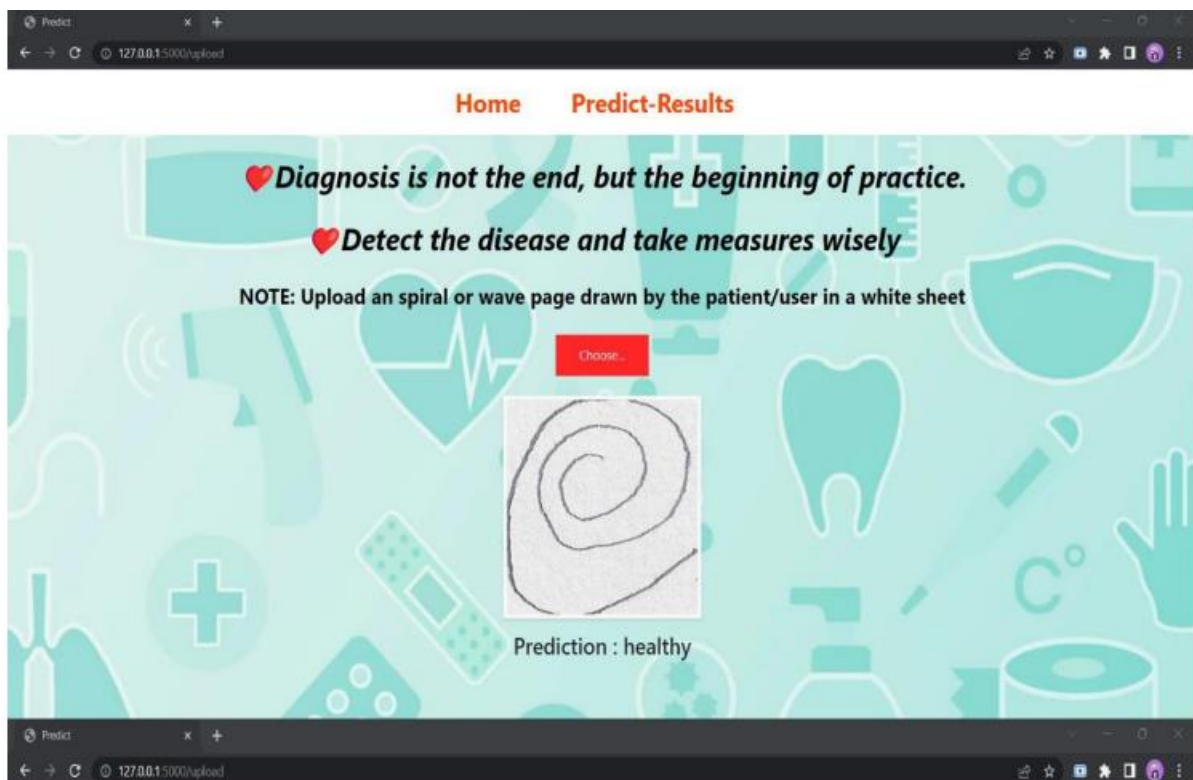 Predict
127.0.0.1:5000/upload
Home Predict-Results
Diagnosis is not the end, but the beginning of practice.
Detect the disease and take measures wisely
NOTE: Upload an spiral or wave page drawn by the patient/user in a white sheet
Choose...
C°
Prediction : healthy
Predict
127.0.0.1:5000/upload